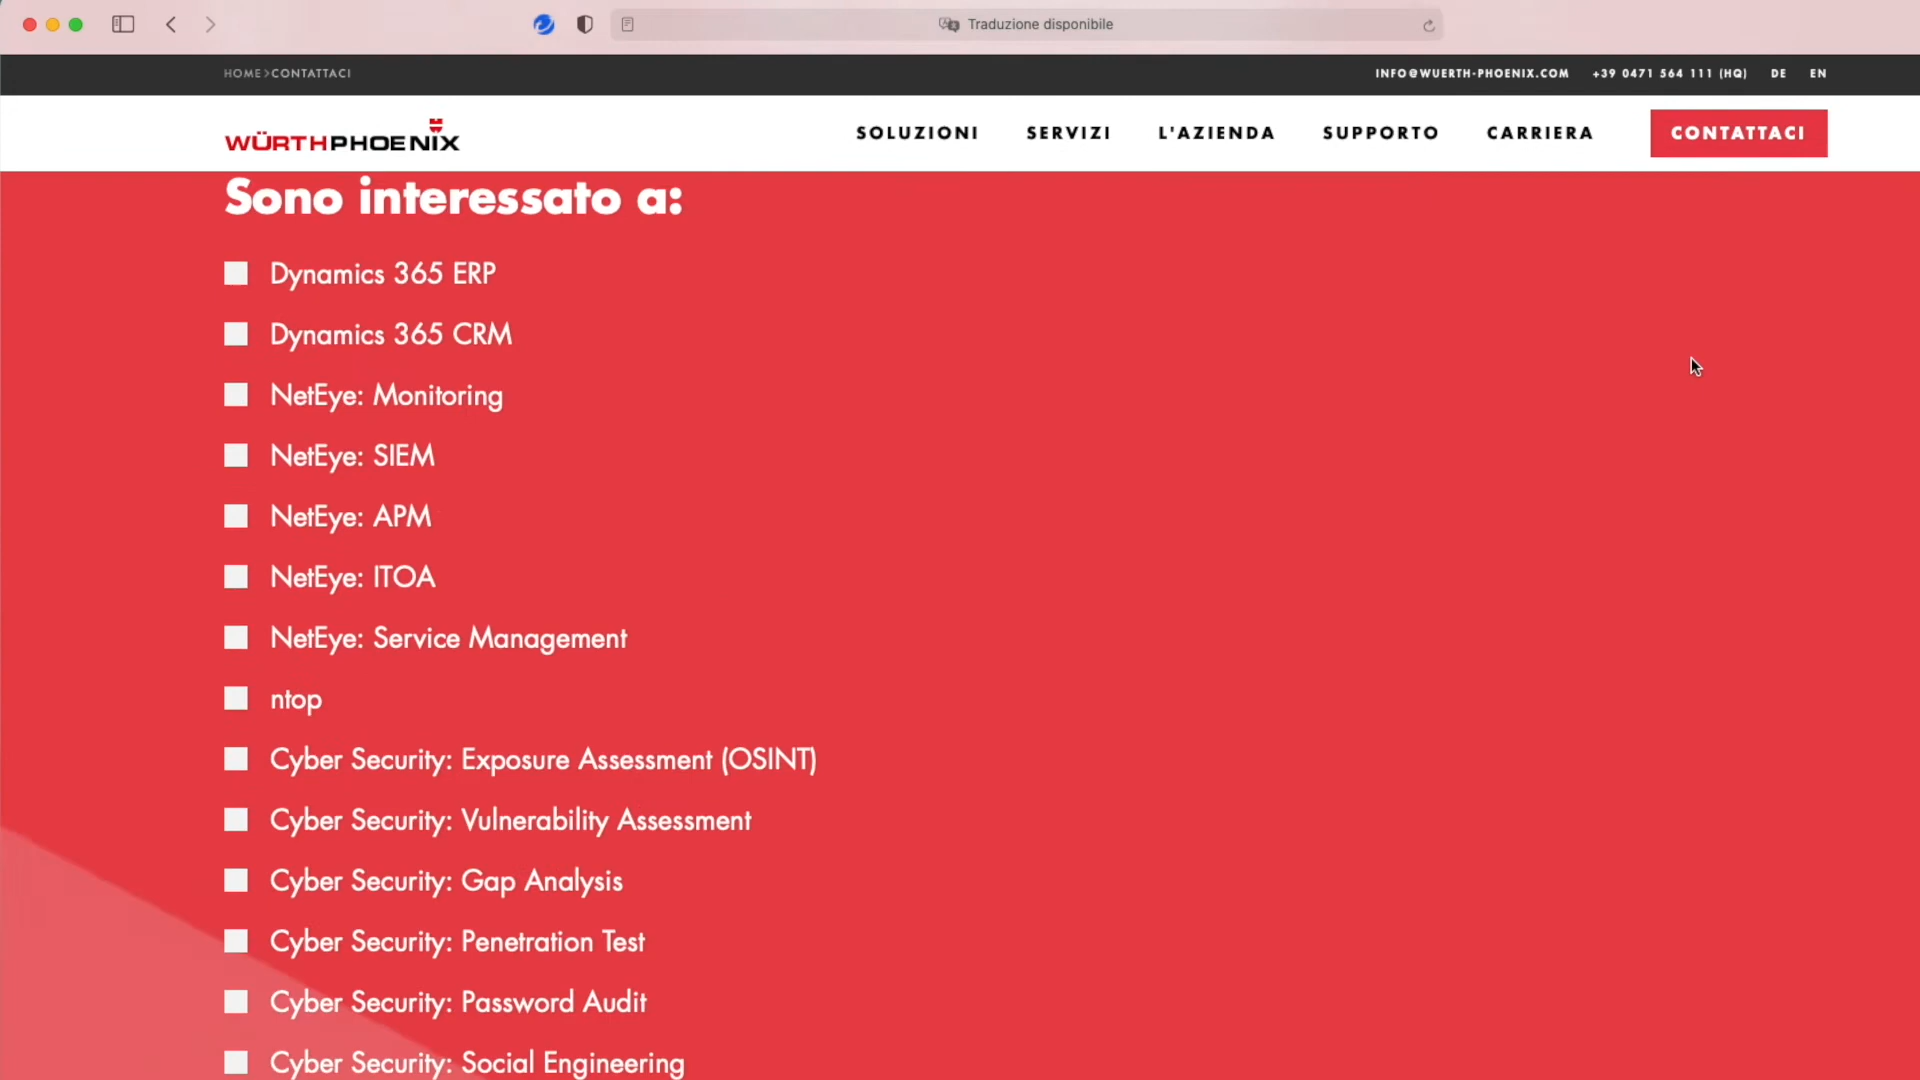 Traduzione disponibile
HOME>CONTATTACI
INFO@WUERTH-PHOENIX.COM +39 0471 564 111 (HQ) DE EN
WÜRTHPHOENIX
SOLUZIONI SERVIZI L'AZIENDA SUPPORTO CARRIERA CONTATTACI
Sono interessato a:
Dynamics 365 ERP
Dynamics 365 CRM
NetEye: Monitoring
NetEye: SIEM
NetEye: APM
NetEye: ITOA
NetEye: Service Management
ntop
Cyber Security: Exposure Assessment (OSINT)
Cyber Security: Vulnerability Assessment
Cyber Security: Gap Analysis
Cyber Security: Penetration Test
Cyber Security: Password Audit
Cyber Security: Social Engineering